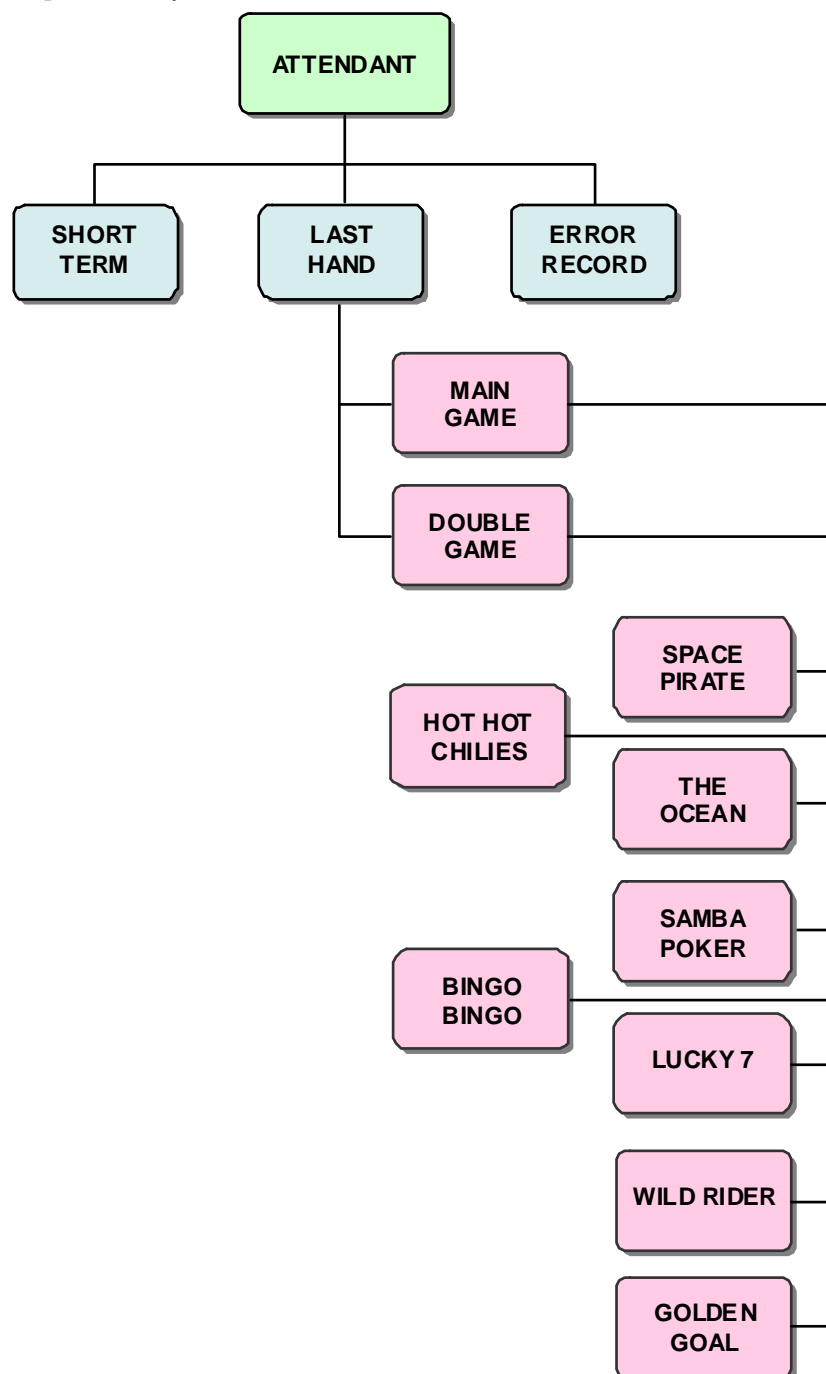 ATTENDANT
SHORT
TERM
LAST
HAND
ERROR
RECORD
MAIN
GAME
DOUBLE
GAME
SPACE
PIRATE
HOT HOT
CHILIES
THE
OCEAN
SAMBA
POKER
BINGO
BINGO
LUCKY 7
WILD RIDER
GOLDEN
GOAL